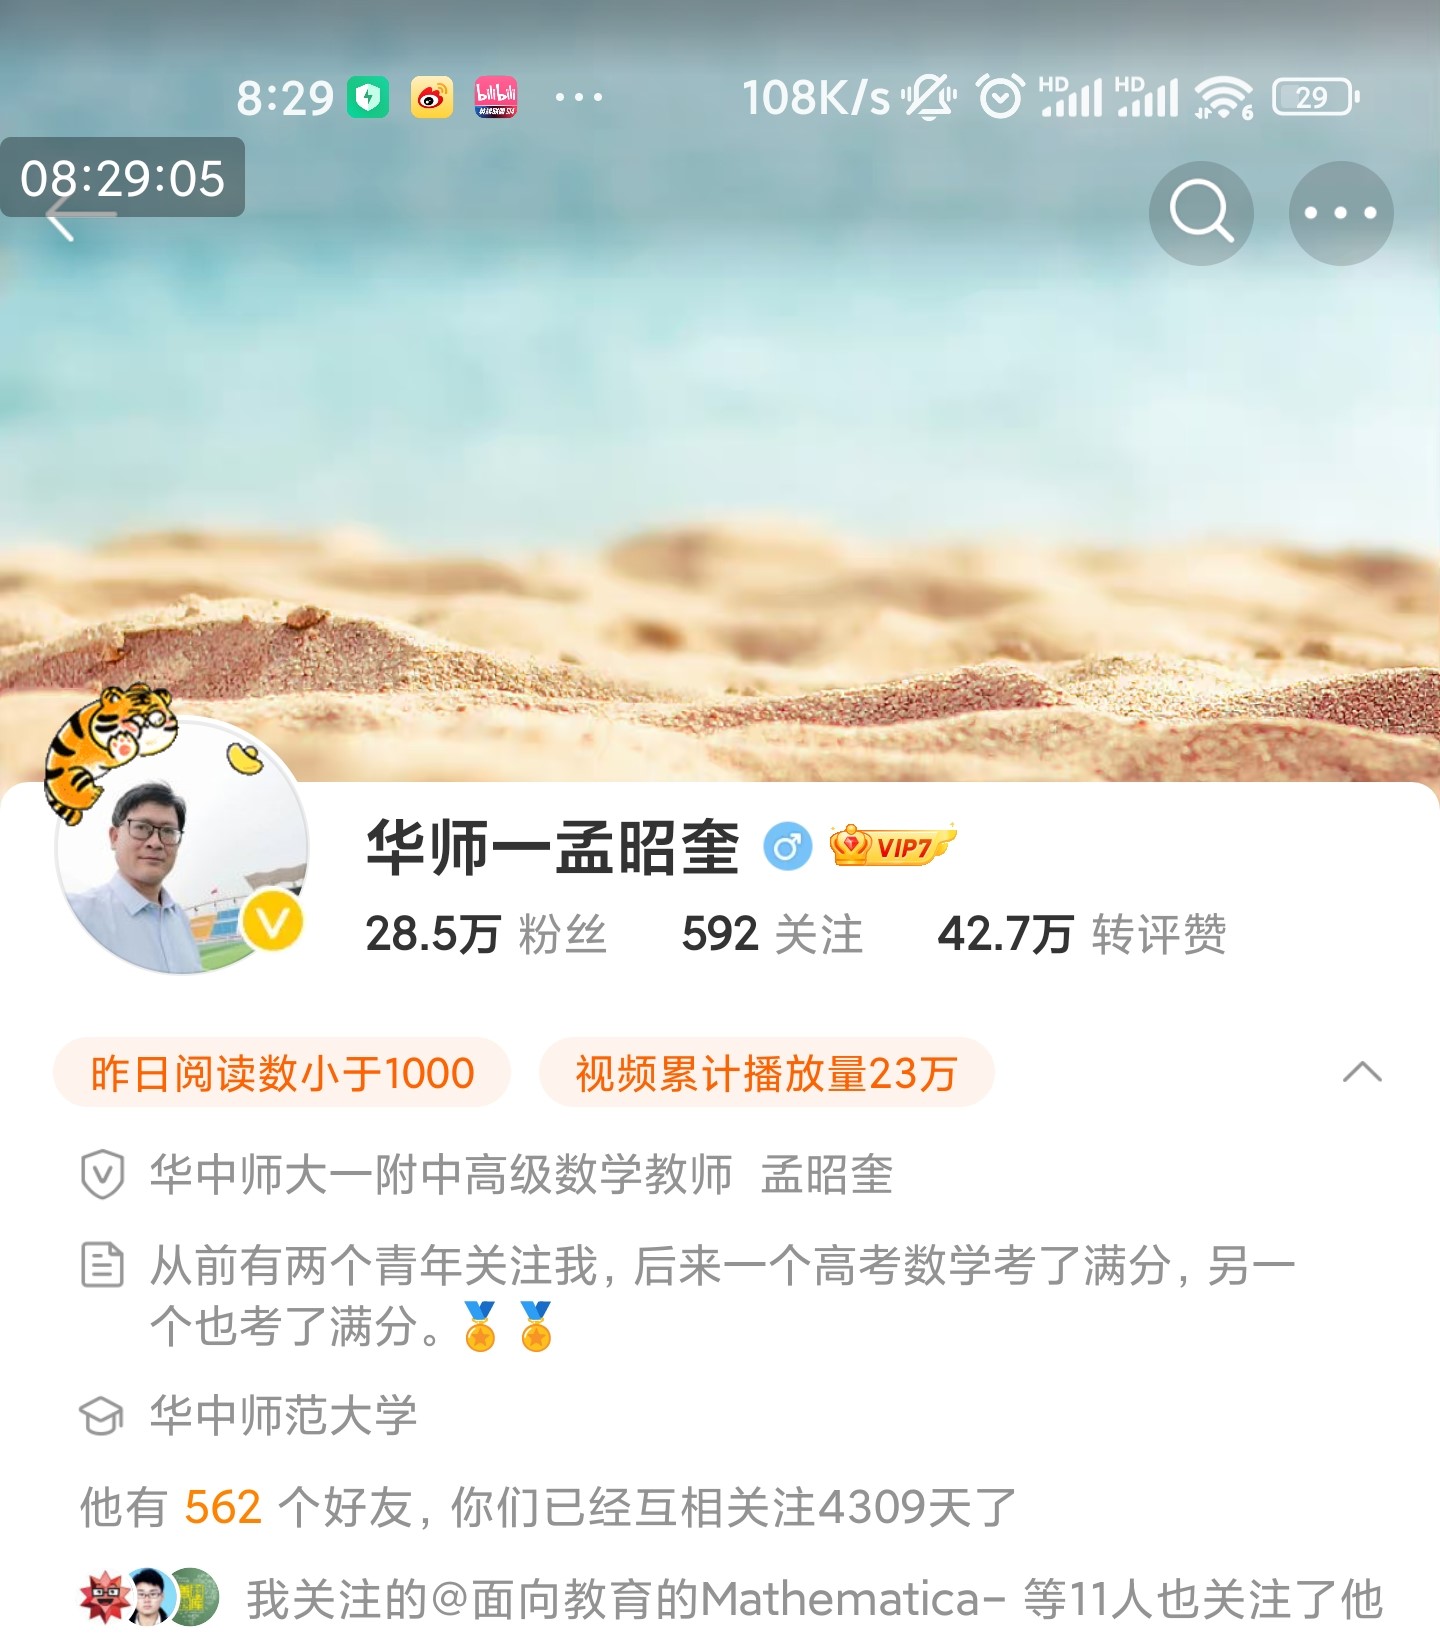 8:29 bilibili 108K/s HD HD 6 29
08:29:05
华师一孟昭奎 VIP7
28.5万 粉丝 592 关注 42.7万 转评赞
昨日阅读数小于1000 视频累计播放量23万
华中师大一附中高级数学教师 孟昭奎
从前有两个青年关注我,后来一个高考数学考了满分,另一
个也考了满分。🏅🏅
华中师范大学
他有 562 个好友,你们已经互相关注4309天了
我关注的@面向教育的Mathematica- 等11人也关注了他